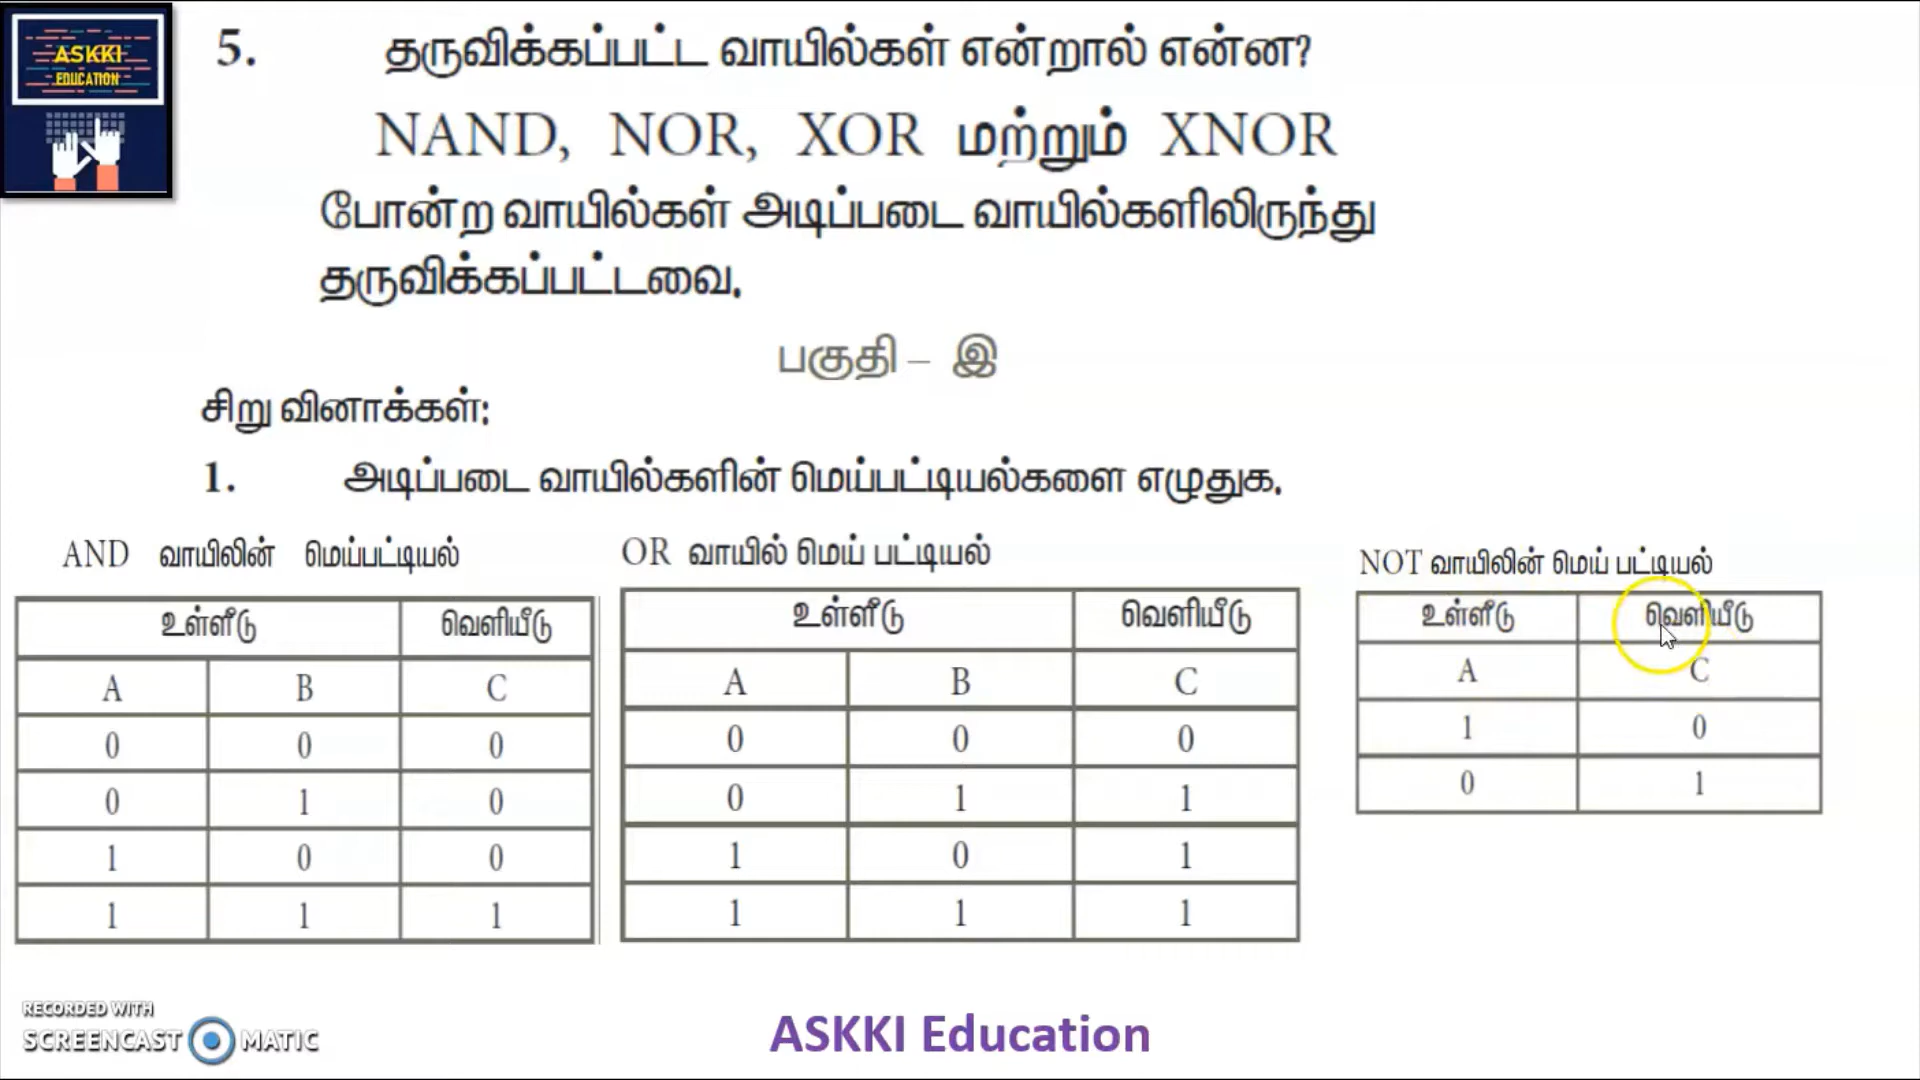 ASKKI
EDUCATION
5. தருவிக்கப்பட்ட வாயில்கள் என்றால் என்ன?
NAND, NOR, XOR மற்றும் XNOR
போன்ற வாயில்கள் அடிப்படை வாயில்களிலிருந்து
தருவிக்கப்பட்டவை.
பகுதி – இ
சிறு வினாக்கள்:
1. அடிப்படை வாயில்களின் மெய்பட்டியல்களை எழுதுக.
AND வாயிலின் மெய்பட்டியல்
உள்ளீடு வெளியீடு
A B C
0 0 0
0 1 0
1 0 0
1 1 1
OR வாயில் மெய் பட்டியல்
உள்ளீடு வெளியீடு
A B C
0 0 0
0 1 1
1 0 1
1 1 1
NOT வாயிலின் மெய் பட்டியல்
உள்ளீடு வெளியீடு
A C
1 0
0 1
RECORDED WITH
SCREENCAST MATIC
ASKKI Education